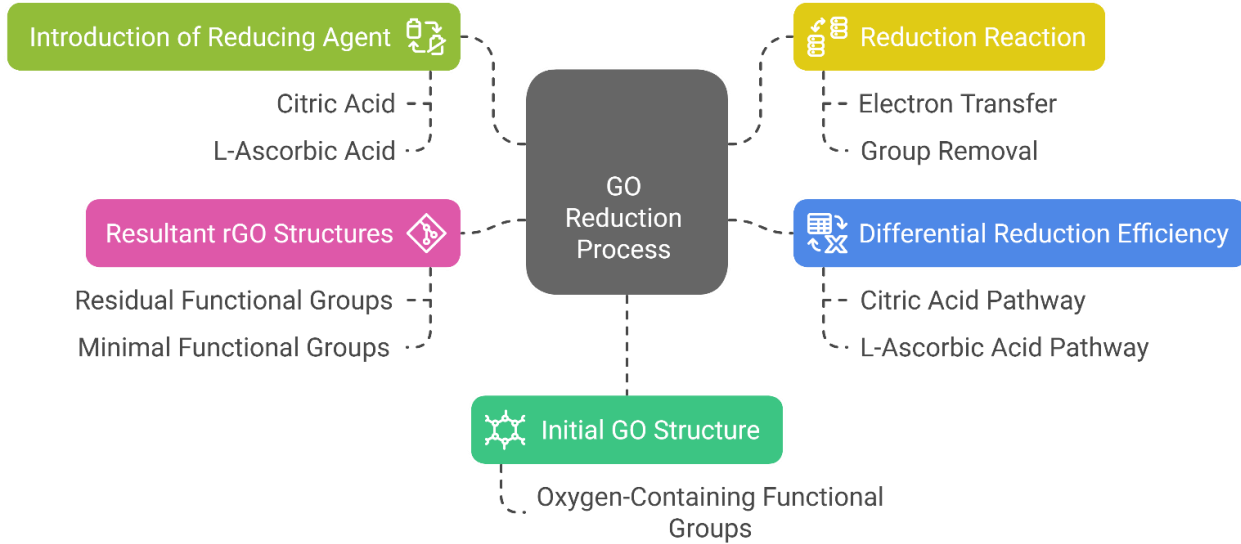 Introduction of Reducing Agent
Citric Acid
L-Ascorbic Acid
Resultant rGO Structures
Residual Functional Groups
Minimal Functional Groups
GO
Reduction
Process
Reduction Reaction
Electron Transfer
Group Removal
Differential Reduction Efficiency
Citric Acid Pathway
L-Ascorbic Acid Pathway
Initial GO Structure
Oxygen-Containing Functional
Groups